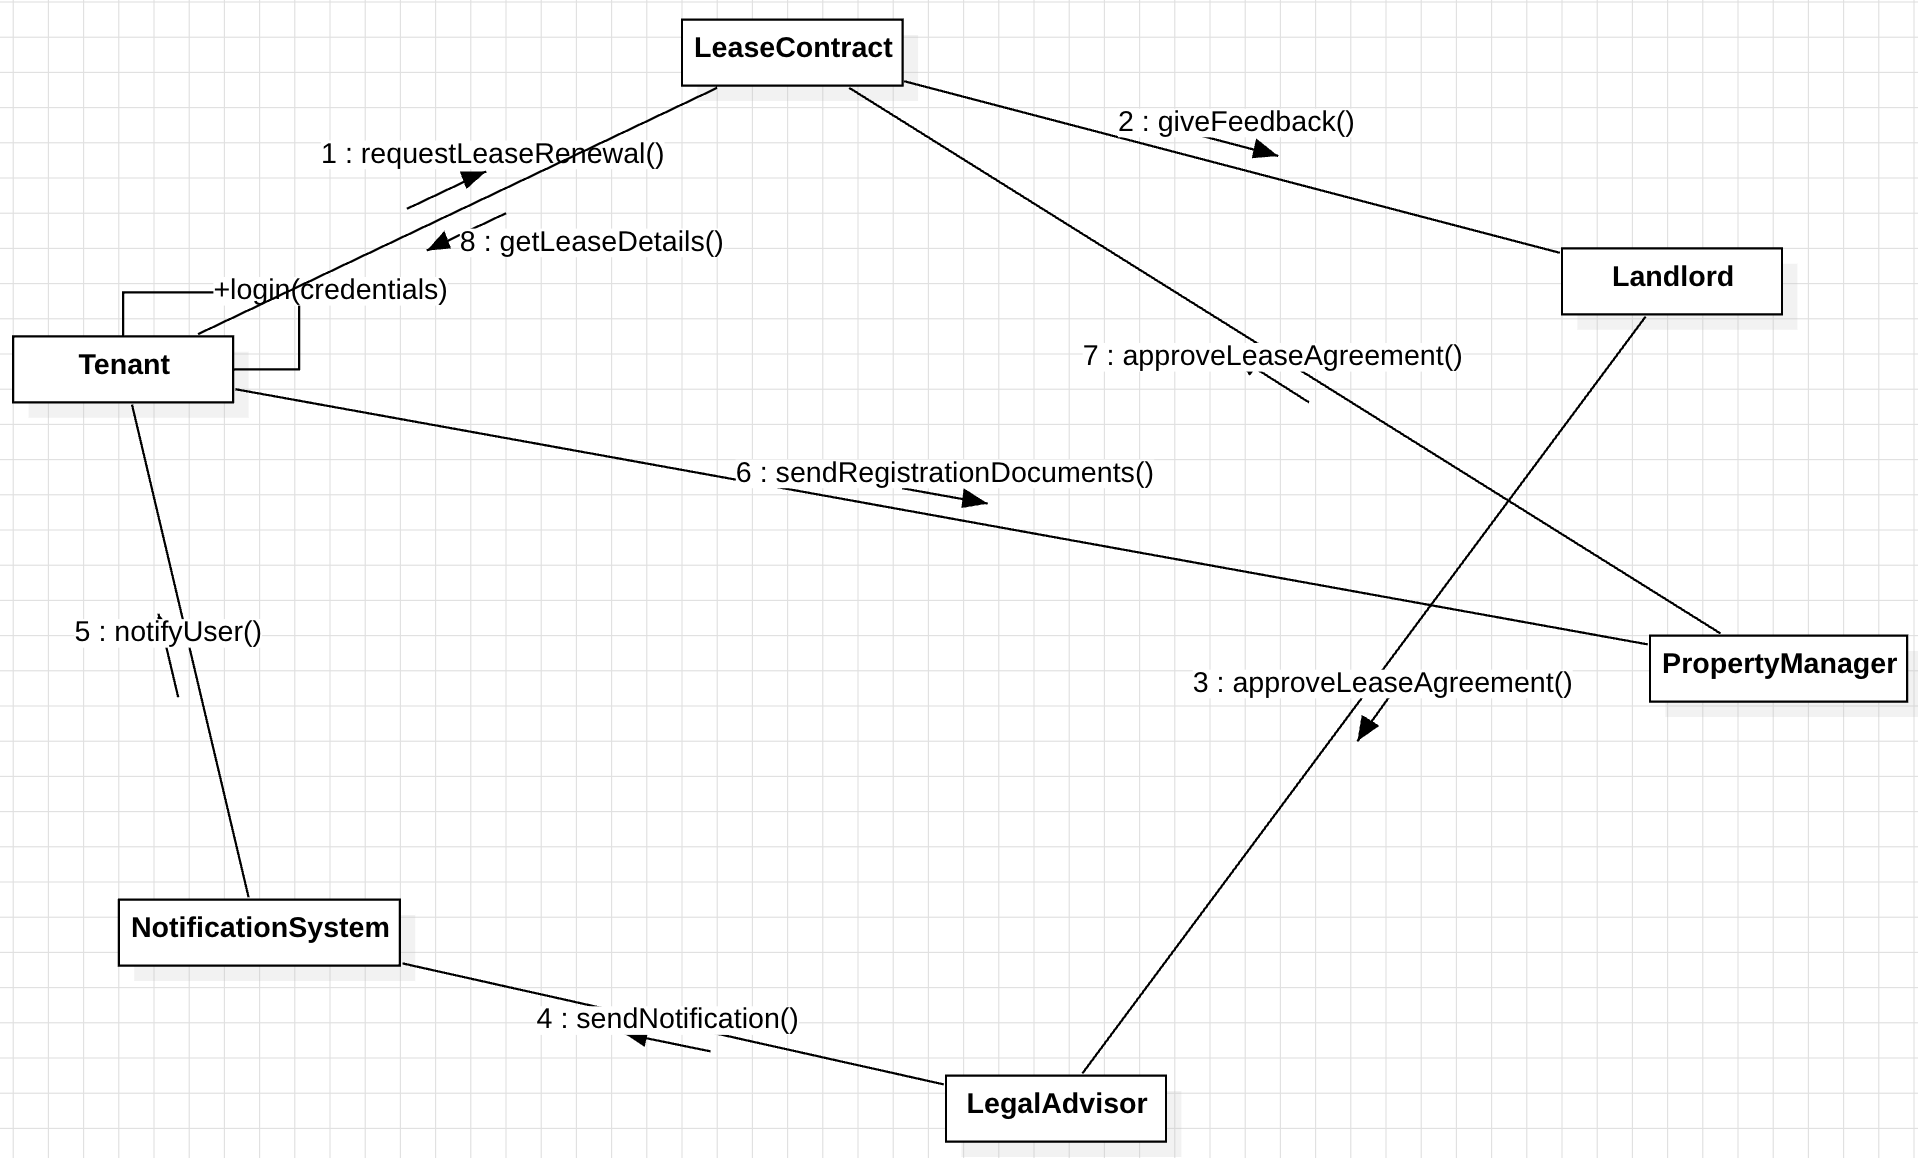 LeaseContract
2 : giveFeedback()
1 : requestLeaseRenewal()
8 : getLeaseDetails()
Landlord
+login(credentials)
Tenant
7 : approveLeaseAgreement()
6 : sendRegistrationDocuments()
5 : notifyUser()
PropertyManager
3 : approveLeaseAgreement()
NotificationSystem
4 : sendNotification()
LegalAdvisor